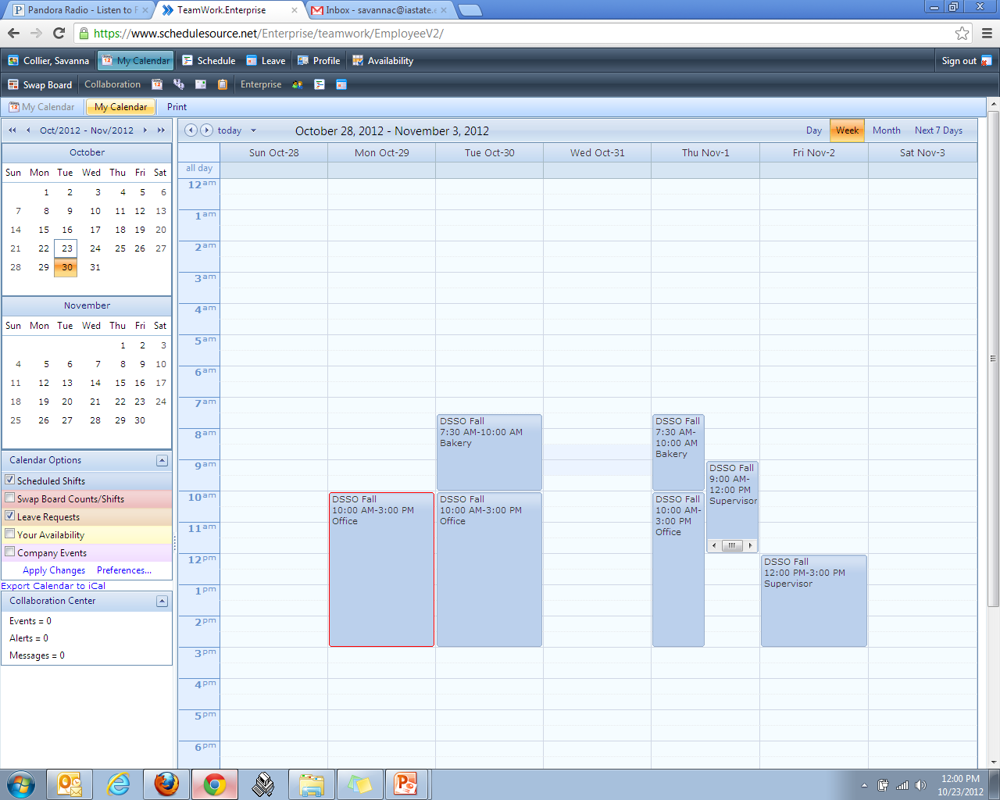 Pandora Radio - Listen to F
TeamWork.Enterprise
Inbox - savannac@iastate.e
https://www.schedulesource.net/Enterprise/teamwork/EmployeeV2/
Collier, Savanna
My Calendar
Schedule
Leave
Profile
Availability
Sign out
Swap Board
Collaboration
Enterprise
My Calendar
My Calendar
Print
Oct/2012 - Nov/2012
October
Sun Mon Tue Wed Thu Fri Sat
1 2 3 4 5 6
7 8 9 10 11 12 13
14 15 16 17 18 19 20
21 22 23 24 25 26 27
28 29 30 31
November
Sun Mon Tue Wed Thu Fri Sat
1 2 3
4 5 6 7 8 9 10
11 12 13 14 15 16 17
18 19 20 21 22 23 24
25 26 27 28 29 30
Calendar Options
Scheduled Shifts
Swap Board Counts/Shifts
Leave Requests
Your Availability
Company Events
Apply Changes Preferences...
Export Calendar to iCal
Collaboration Center
Events = 0
Alerts = 0
Messages = 0
today
October 28, 2012 - November 3, 2012
Day
Week
Month
Next 7 Days
Sun Oct-28
Mon Oct-29
Tue Oct-30
Wed Oct-31
Thu Nov-1
Fri Nov-2
Sat Nov-3
all day
12am
1am
2am
3am
4am
5am
6am
7am
8am
9am
10am
11am
12pm
1pm
2pm
3pm
4pm
5pm
6pm
DSSO Fall
10:00 AM-3:00 PM
Office
DSSO Fall
7:30 AM-10:00 AM
Bakery
DSSO Fall
10:00 AM-3:00 PM
Office
DSSO Fall
7:30 AM-
10:00 AM
Bakery
DSSO Fall
10:00 AM-
3:00 PM
Office
DSSO Fall
9:00 AM-
12:00 PM
Supervisor
DSSO Fall
12:00 PM-3:00 PM
Supervisor
12:00 PM
10/23/2012